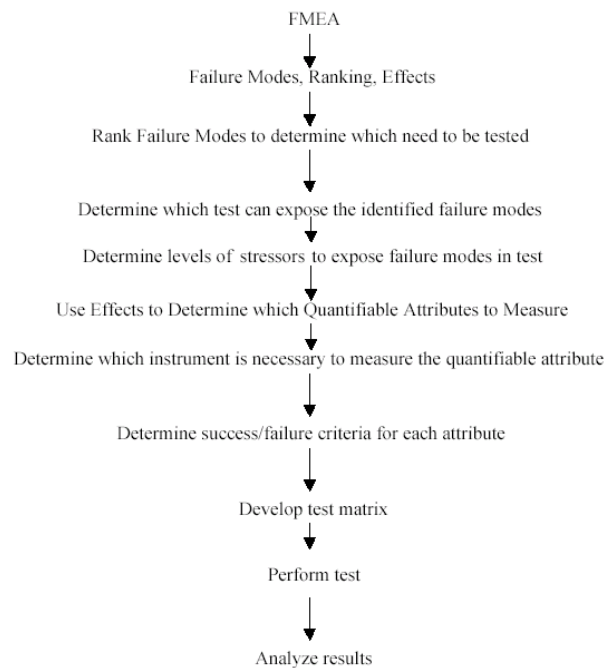 FMEA
Failure Modes, Ranking, Effects
Rank Failure Modes to determine which need to be tested
Determine which test can expose the identified failure modes
Determine levels of stressors to expose failure modes in test
Use Effects to Determine which Quantifiable Attributes to Measure
Determine which instrument is necessary to measure the quantifiable attribute
Determine success/failure criteria for each attribute
Develop test matrix
Perform test
Analyze results